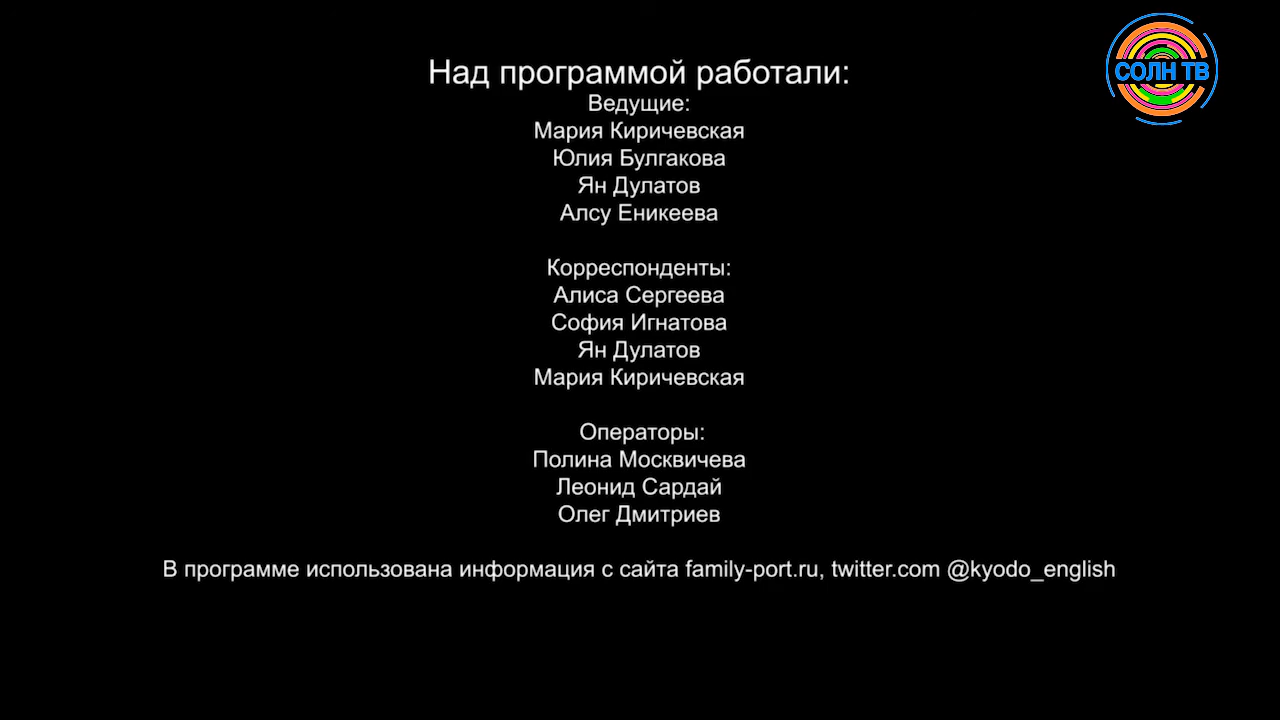 СОЛН ТВ
Над программой работали:
Ведущие:
Мария Киричевская
Юлия Булгакова
Ян Дулатов
Алсу Еникеева
Корреспонденты:
Алиса Сергеева
София Игнатова
Ян Дулатов
Мария Киричевская
Операторы:
Полина Москвичева
Леонид Сардай
Олег Дмитриев
В программе использована информация с сайта family-port.ru, twitter.com @kyodo_english